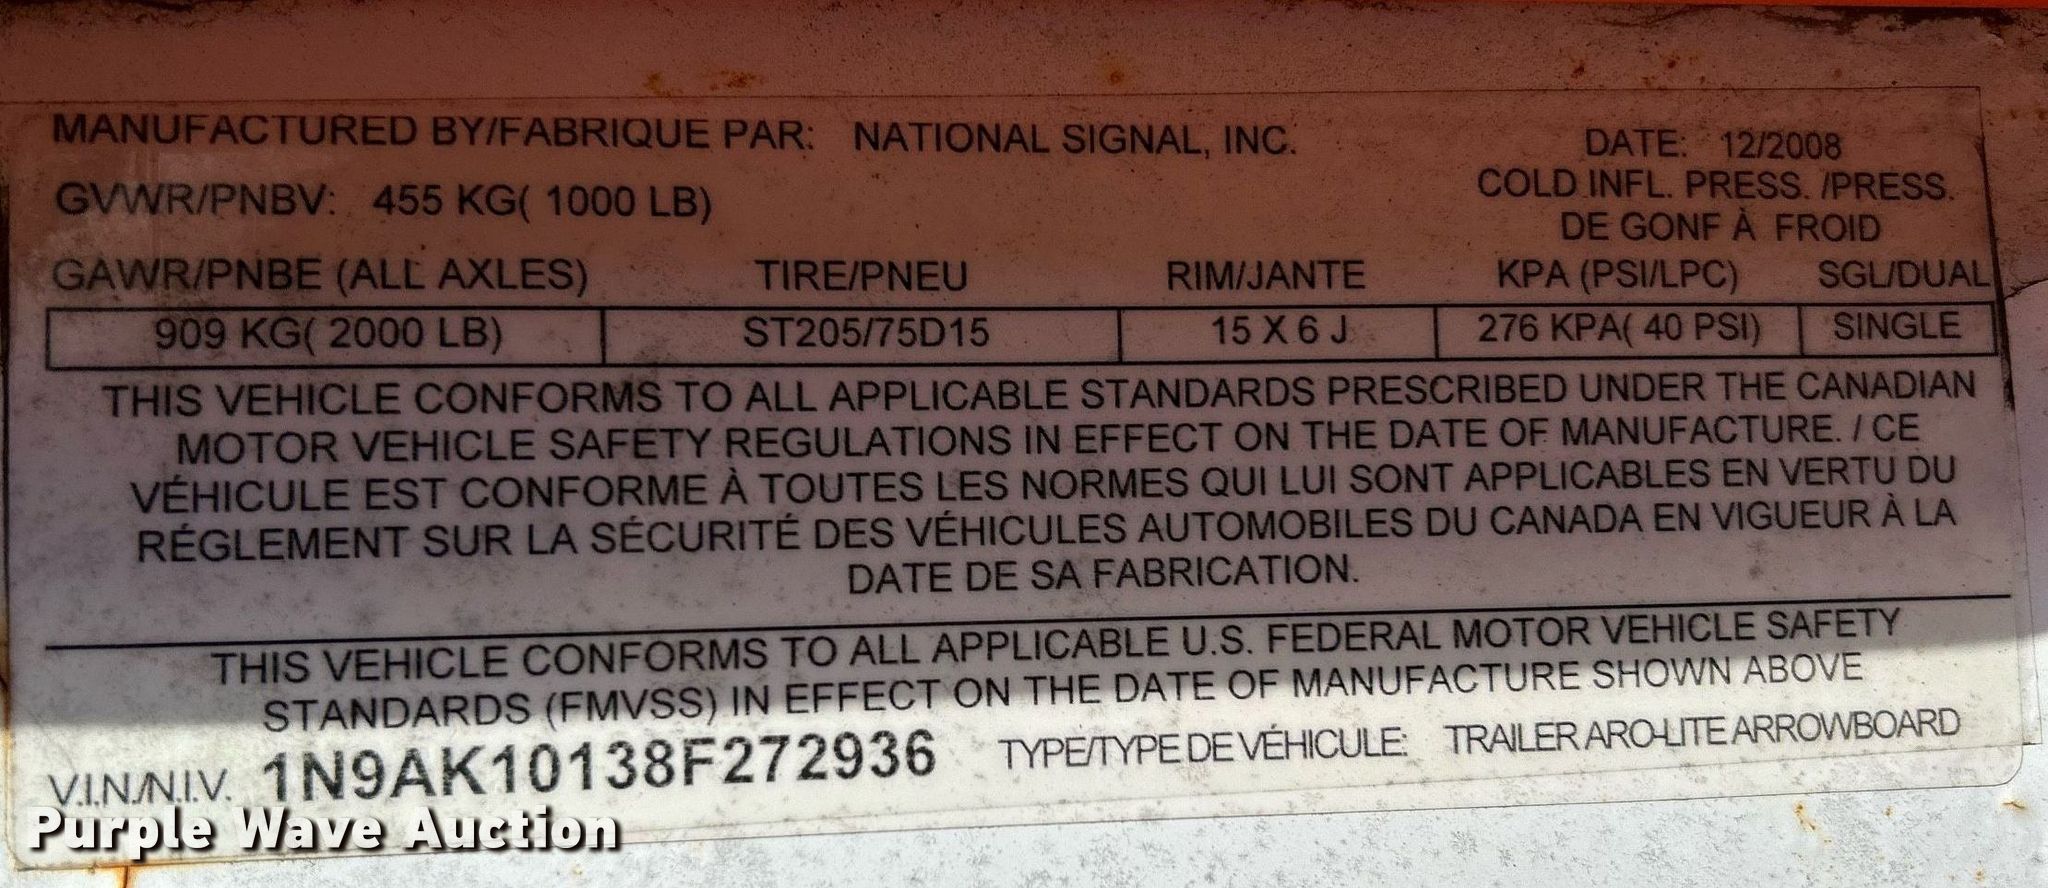 MANUFACTURED BY/FABRIQUE PAR: NATIONAL SIGNAL, INC. DATE: 12/2008
GVWR/PNBV: 455 KG( 1000 LB) COLD INFL. PRESS. /PRESS.
DE GONF À FROID
GAWR/PNBE (ALL AXLES) TIRE/PNEU RIM/JANTE KPA (PSI/LPC) SGL/DUAL
909 KG( 2000 LB) ST205/75D15 15 X 6 J 276 KPA( 40 PSI) SINGLE
THIS VEHICLE CONFORMS TO ALL APPLICABLE STANDARDS PRESCRIBED UNDER THE CANADIAN
MOTOR VEHICLE SAFETY REGULATIONS IN EFFECT ON THE DATE OF MANUFACTURE. / CE
VÉHICULE EST CONFORME À TOUTES LES NORMES QUI LUI SONT APPLICABLES EN VERTU DU
RÉGLEMENT SUR LA SÉCURITÉ DES VÉHICULES AUTOMOBILES DU CANADA EN VIGUEUR À LA
DATE DE SA FABRICATION.
THIS VEHICLE CONFORMS TO ALL APPLICABLE U.S. FEDERAL MOTOR VEHICLE SAFETY
STANDARDS (FMVSS) IN EFFECT ON THE DATE OF MANUFACTURE SHOWN ABOVE
V.I.N./N.I.V. 1N9AK10138F272936 TYPE/TYPE DE VÉHICULE: TRAILER ARO-LITE ARROWBOARD
Purple Wave Auction